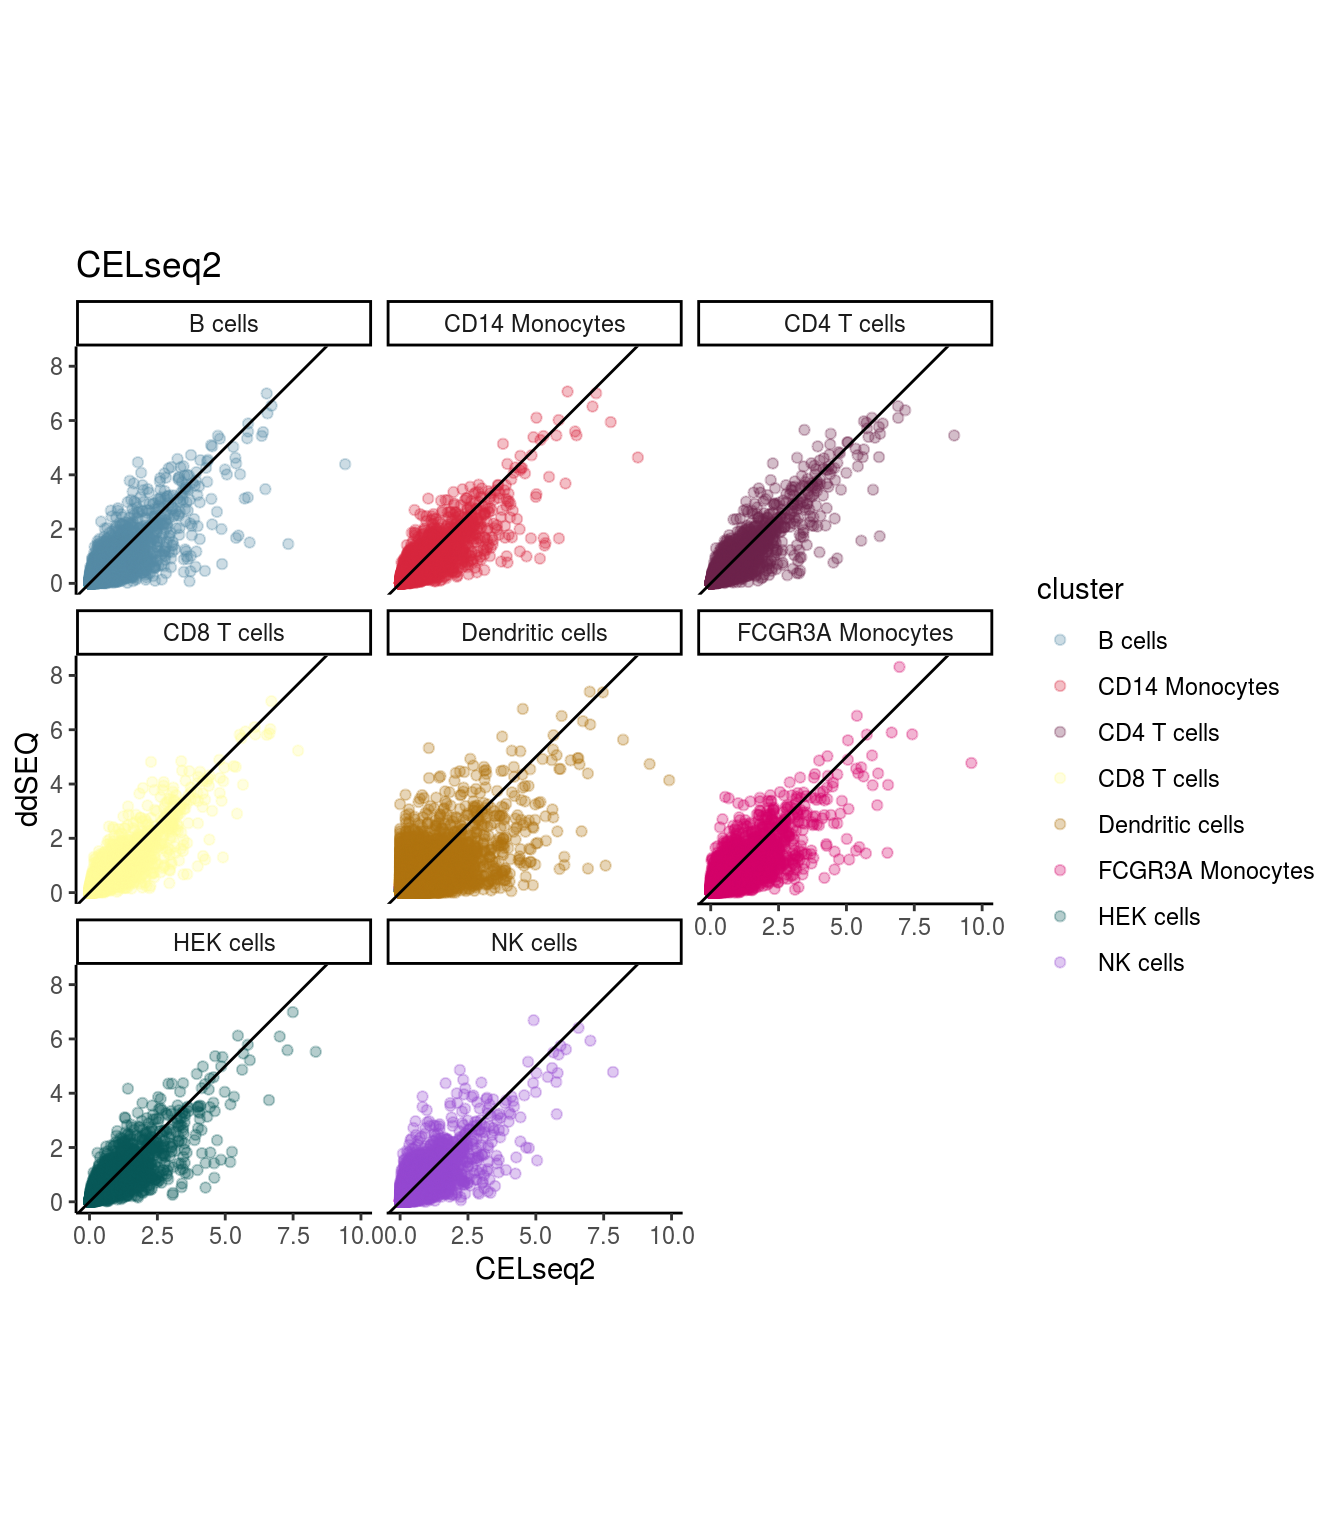 CELseq2
B cells
CD14 Monocytes
CD4 T cells
8
6
4
2
0
CD8 T cells
Dendritic cells
FCGR3A Monocytes
8
6
4
2
0
0.0 2.5 5.0 7.5 10.0
HEK cells
NK cells
8
6
4
2
0
0.0 2.5 5.0 7.5 10.0
0.0 2.5 5.0 7.5 10.0
CELseq2
ddSEQ
cluster
B cells
CD14 Monocytes
CD4 T cells
CD8 T cells
Dendritic cells
FCGR3A Monocytes
HEK cells
NK cells